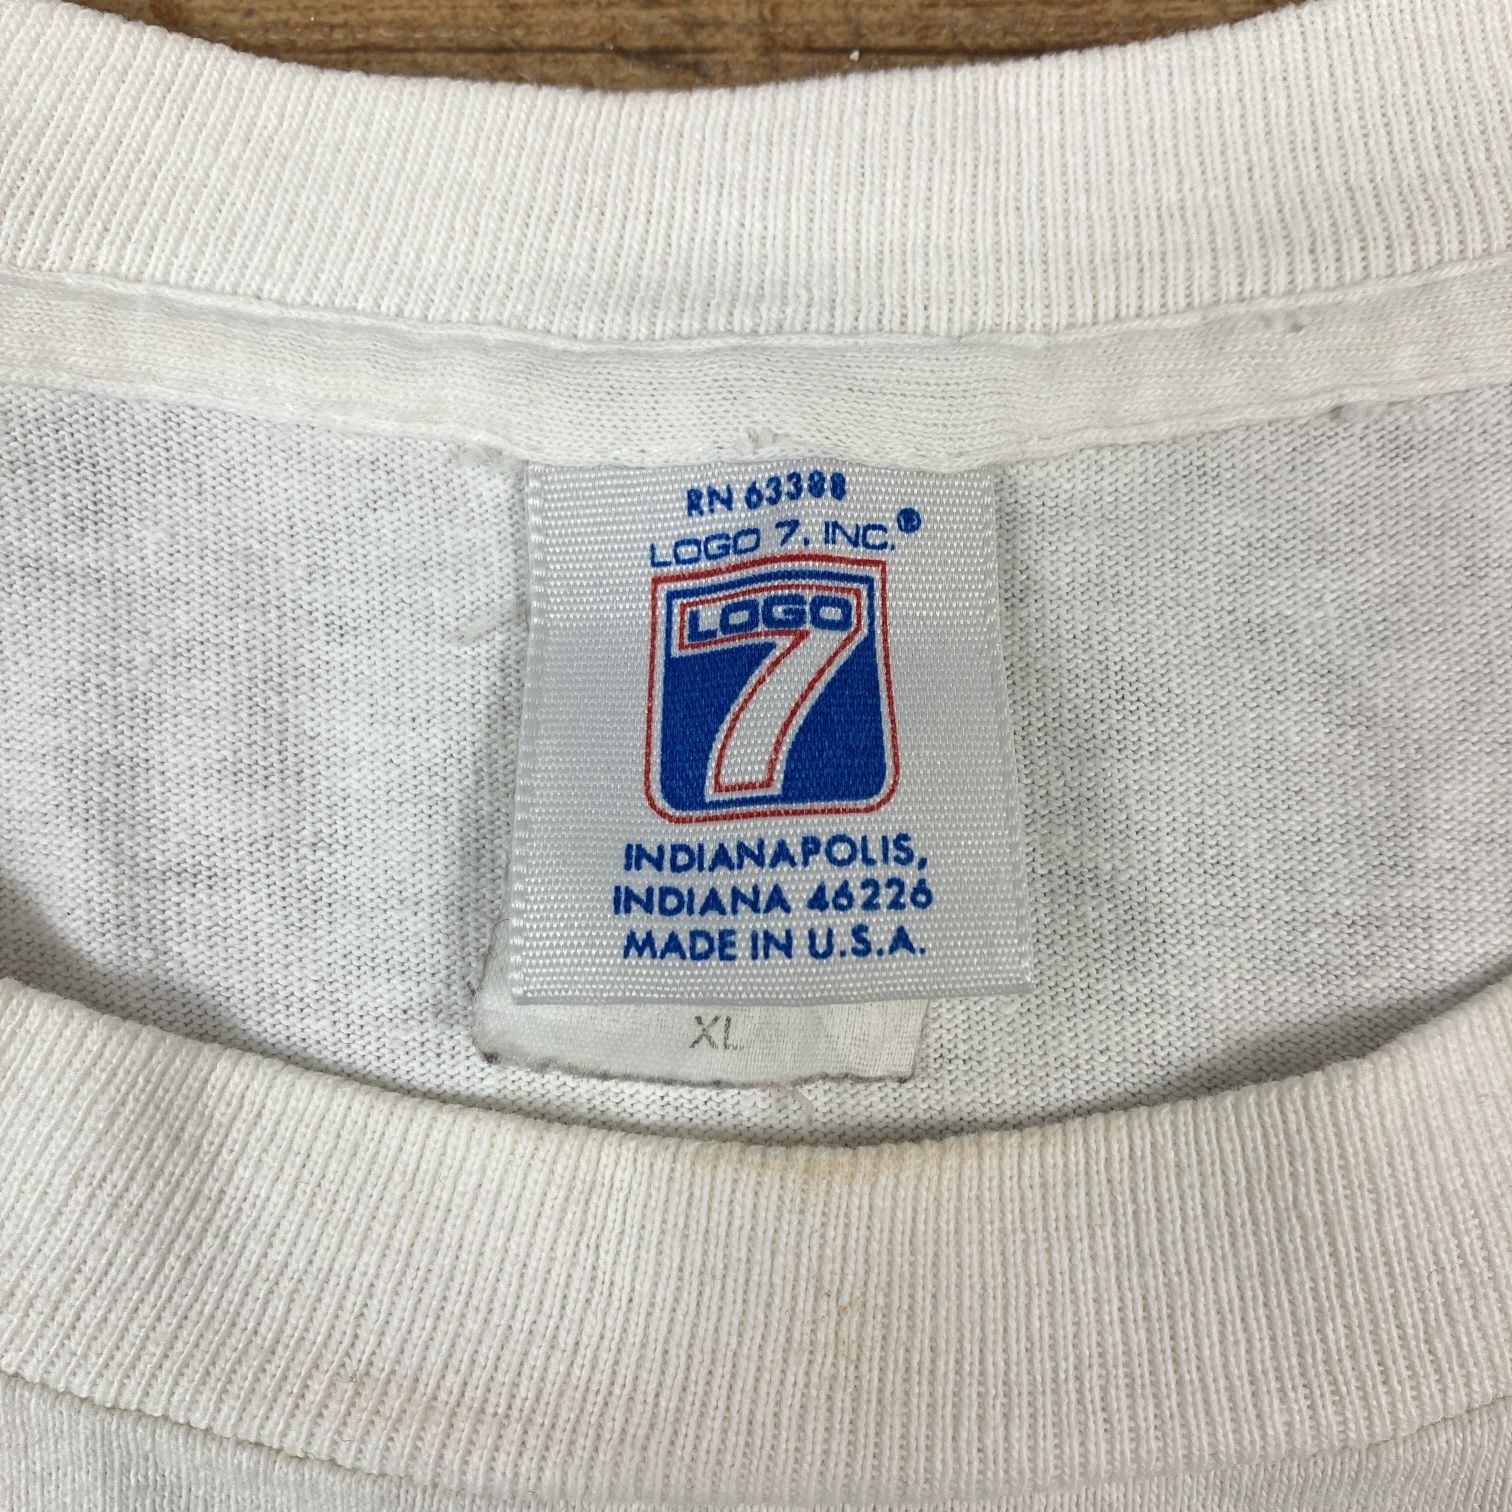 RN 63388
LOGO 7, INC.®
LOGO
7
INDIANAPOLIS,
INDIANA 46226
MADE IN U.S.A.
XL